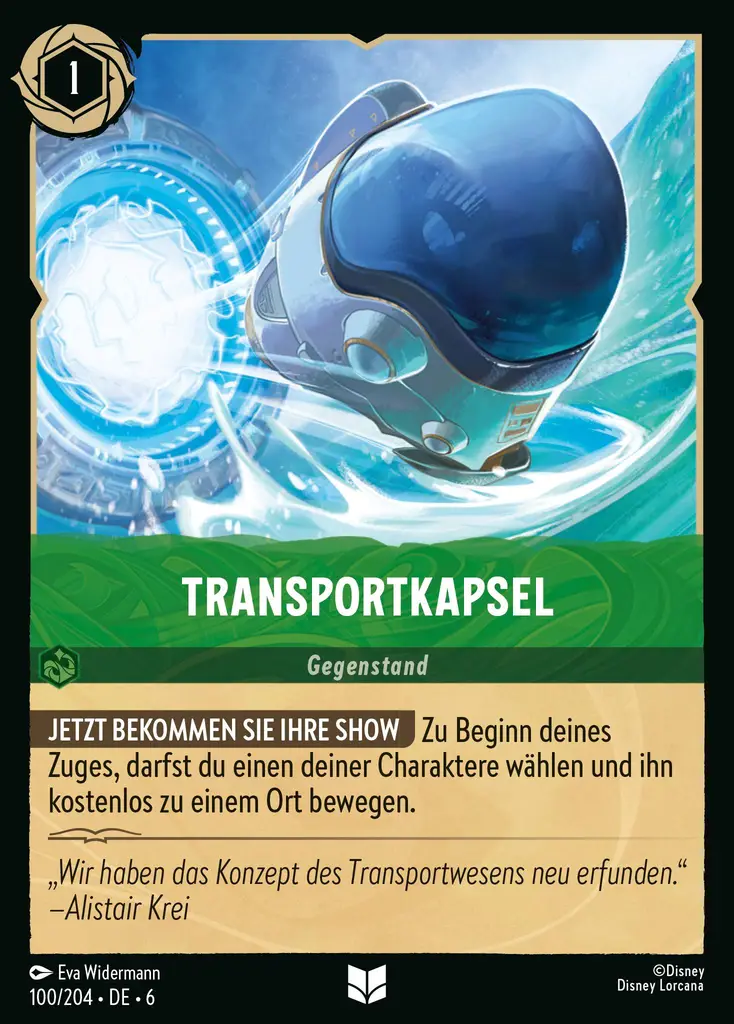 1
TRANSPORTKAPSEL
Gegenstand
JETZT BEKOMMEN SIE IHRE SHOW Zu Beginn deines
Zuges, darfst du einen deiner Charaktere wählen und ihn
kostenlos zu einem Ort bewegen.
„Wir haben das Konzept des Transportwesens neu erfunden.“
–Alistair Krei
Eva Widermann
100/204 • DE • 6
©Disney
Disney Lorcana